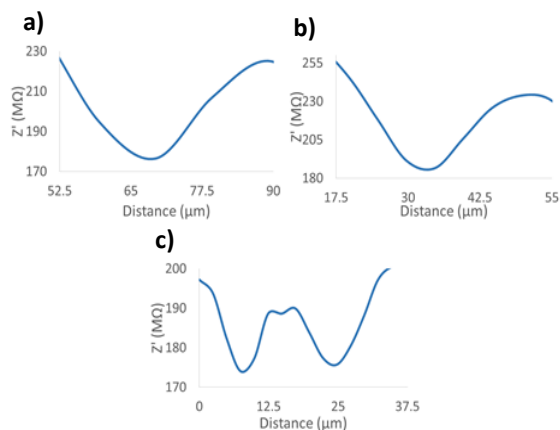 a)
230
210
190
170
Z' (MΩ)
52.5 65 77.5 90
Distance (µm)
b)
255
230
205
180
Z' (MΩ)
17.5 30 42.5 55
Distance (µm)
c)
200
190
180
170
Z' (MΩ)
0 12.5 25 37.5
Distance (µm)